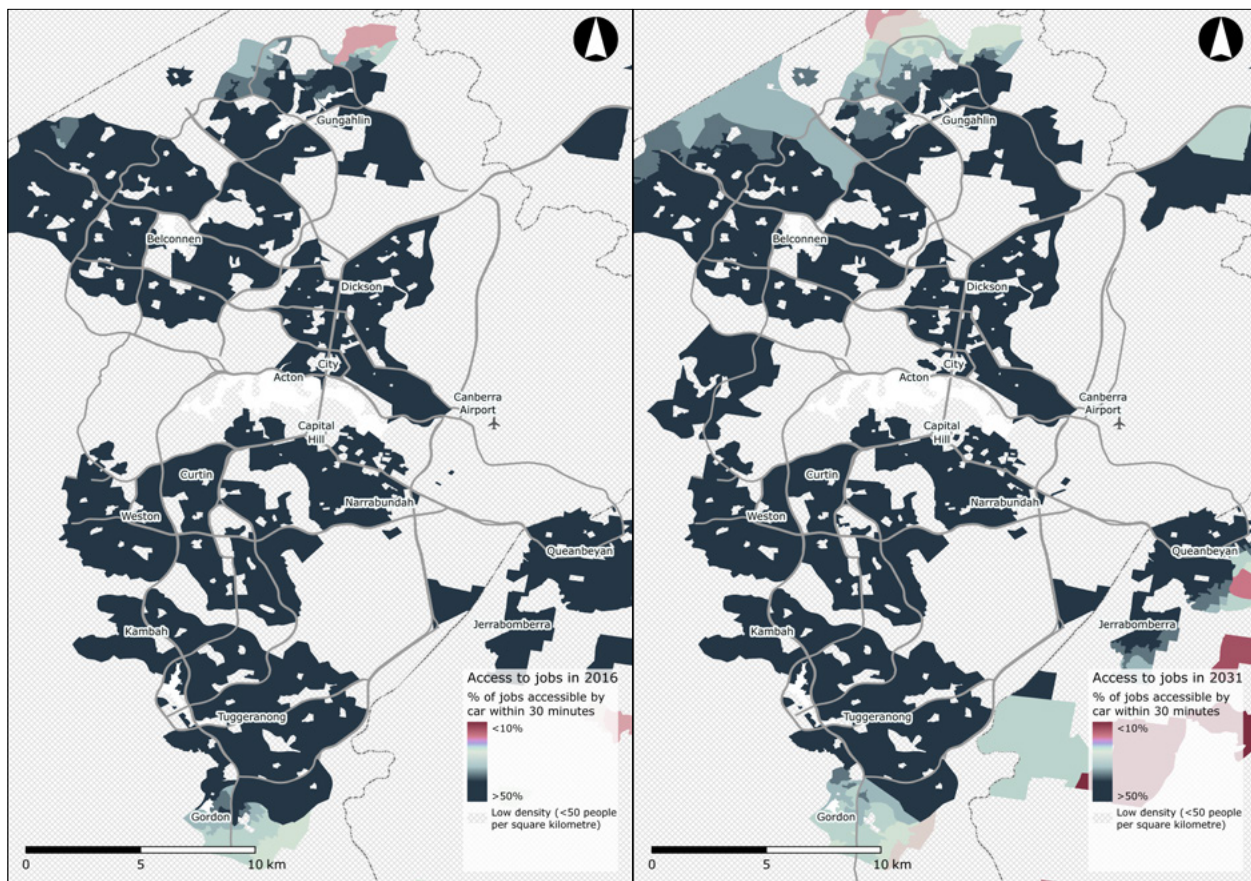 Gungahlin
Belconnen
Dickson
City
Acton
Canberra
Airport
Capital
Hill
Curtin
Narrabundah
Weston
Queanbeyan
Jerrabomberra
Kambah
Tuggeranong
Gordon
Access to jobs in 2016
% of jobs accessible by
car within 30 minutes
<10%
>50%
Low density (<50 people
per square kilometre)
0 5 10 km
Gungahlin
Belconnen
Dickson
City
Acton
Canberra
Airport
Capital
Hill
Curtin
Narrabundah
Weston
Queanbeyan
Jerrabomberra
Kambah
Tuggeranong
Gordon
Access to jobs in 2031
% of jobs accessible by
car within 30 minutes
<10%
>50%
Low density (<50 people
per square kilometre)
0 5 10 km